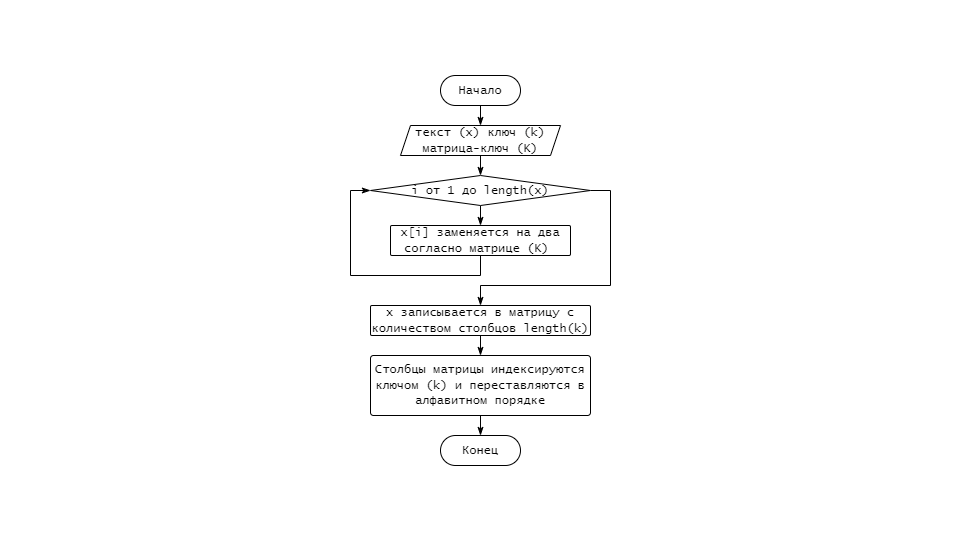 Начало
текст (x) ключ (k)
матрица-ключ (K)
i от 1 до length(x)
x[i] заменяется на два
согласно матрице (K)
x записывается в матрицу с
количеством столбцов length(k)
Столбцы матрицы индексируются
ключом (k) и переставляются в
алфавитном порядке
Конец